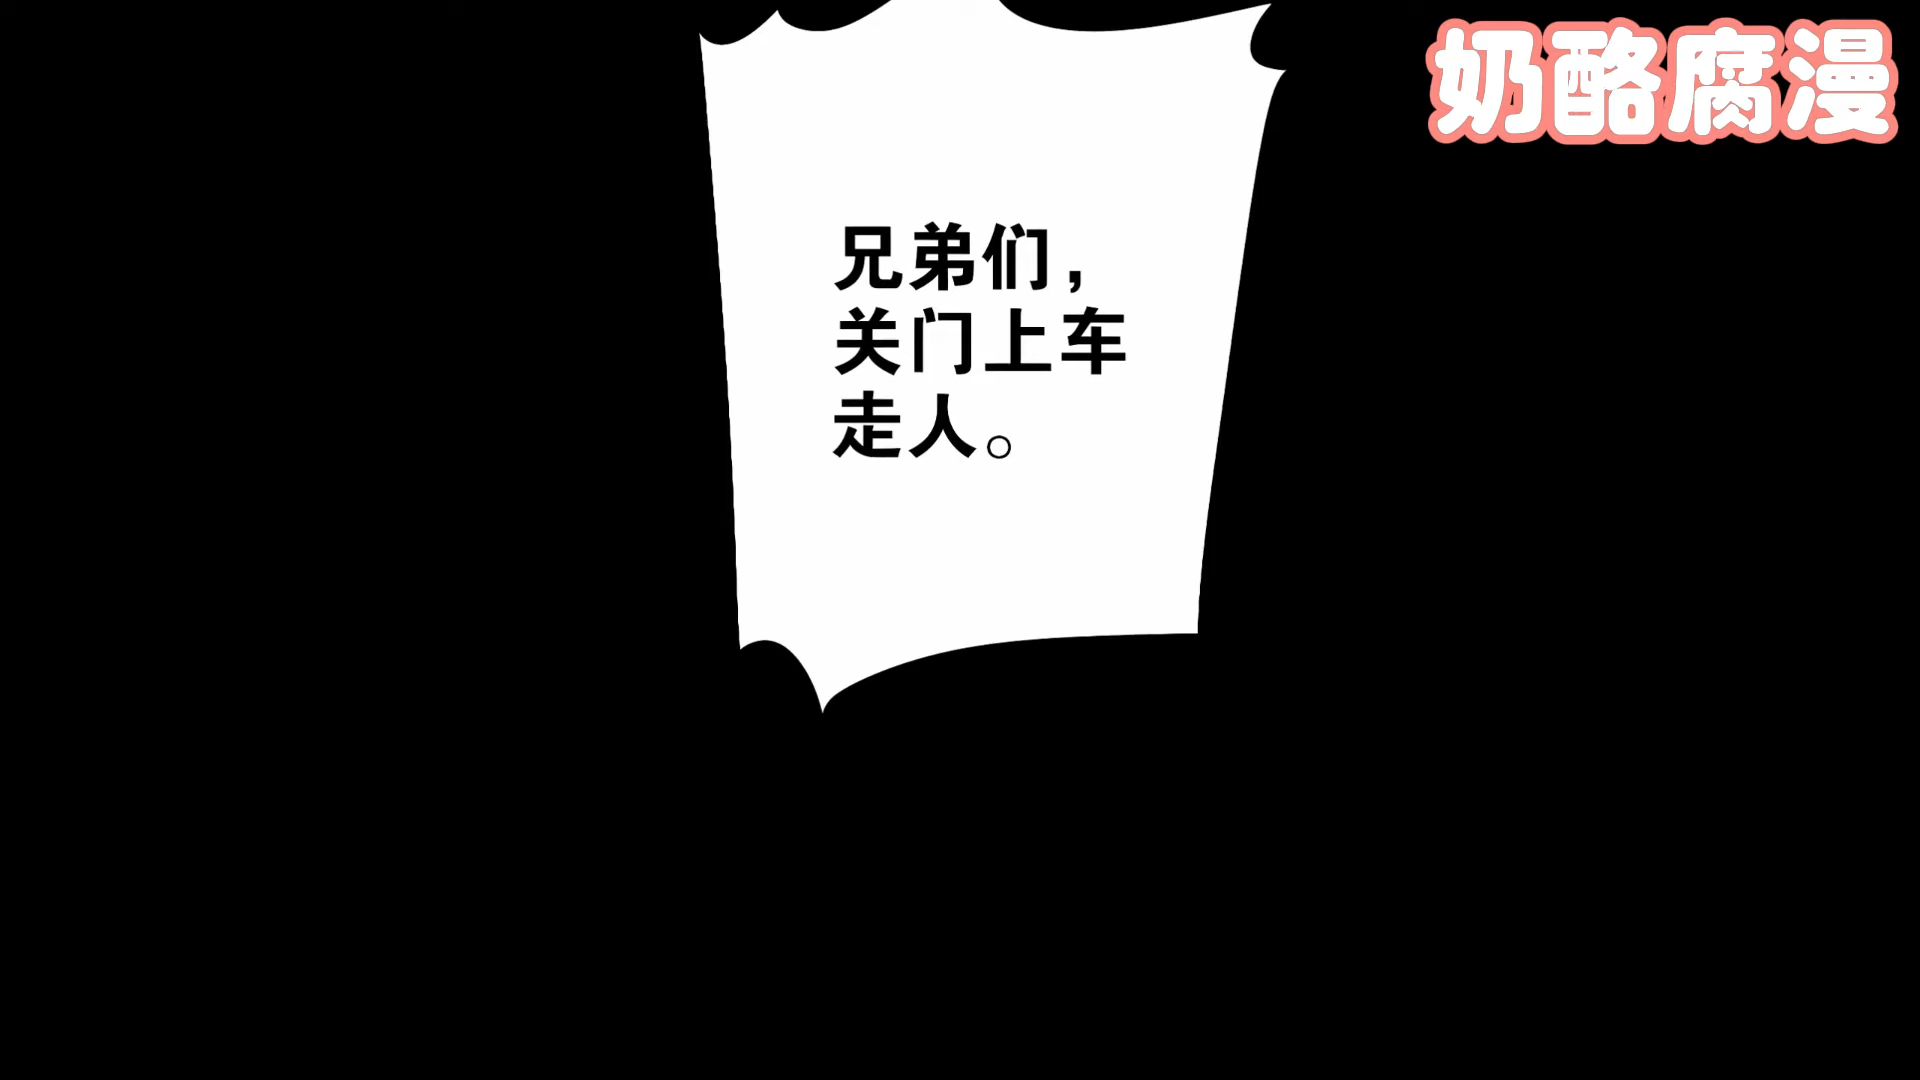 奶酪腐漫
兄弟们，
关门上车
走人。